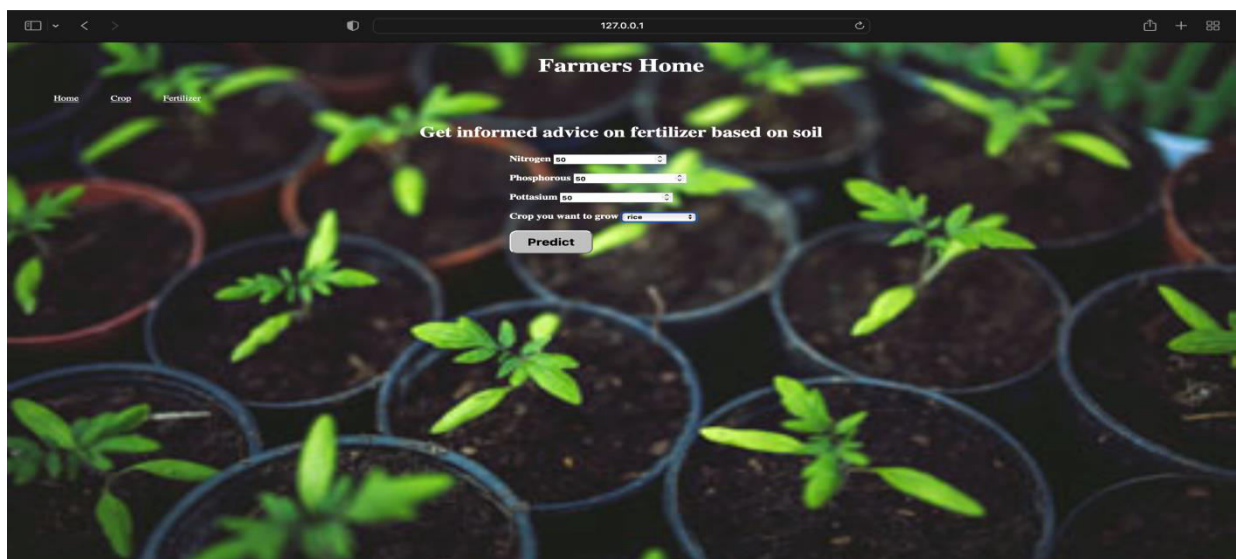 127.0.0.1
Farmers Home
Home Crop Fertilizer
Get informed advice on fertilizer based on soil
Nitrogen 50
Phosphorous 50
Pottasium 50
Crop you want to grow rice
Predict